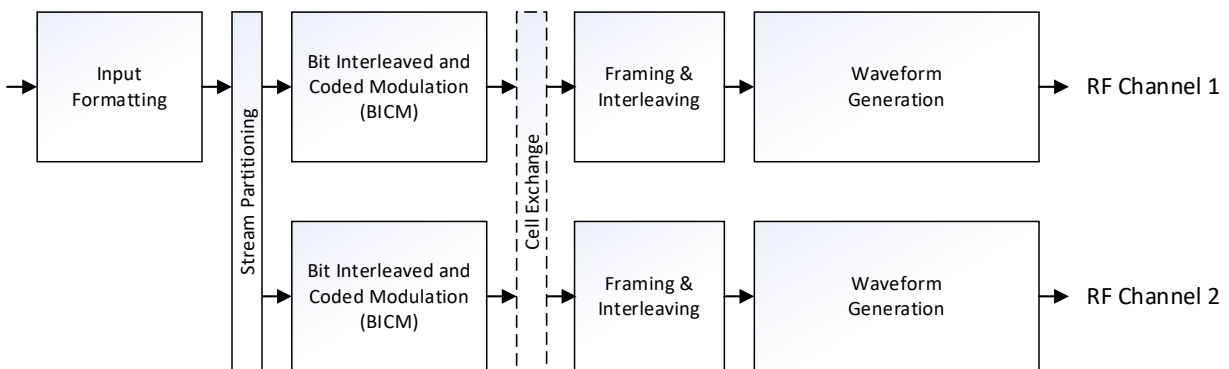 Input
Formatting
Stream Partitioning
Bit Interleaved and
Coded Modulation
(BICM)
Cell Exchange
Framing &
Interleaving
Waveform
Generation
RF Channel 1
Bit Interleaved and
Coded Modulation
(BICM)
Framing &
Interleaving
Waveform
Generation
RF Channel 2